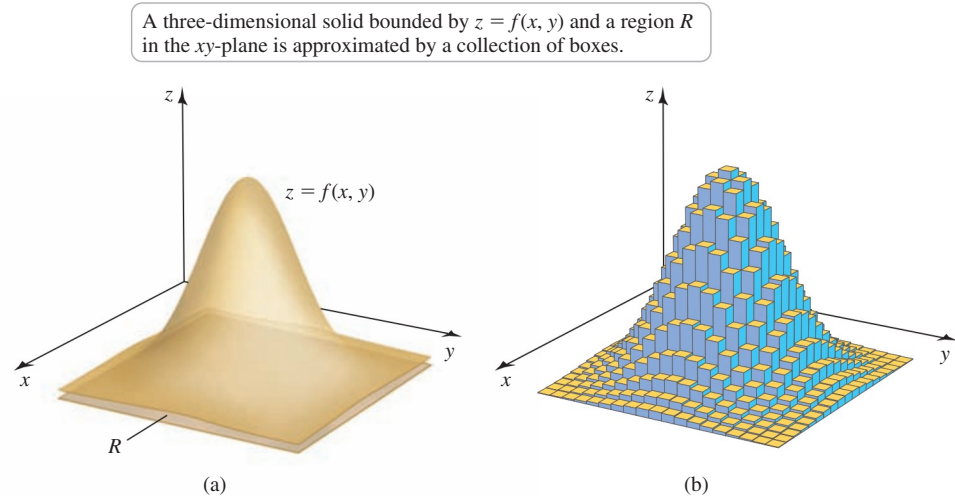 A three-dimensional solid bounded by z = f(x, y) and a region R
in the xy-plane is approximated by a collection of boxes.
z
z = f(x, y)
x
y
R
(a)
z
x
y
(b)